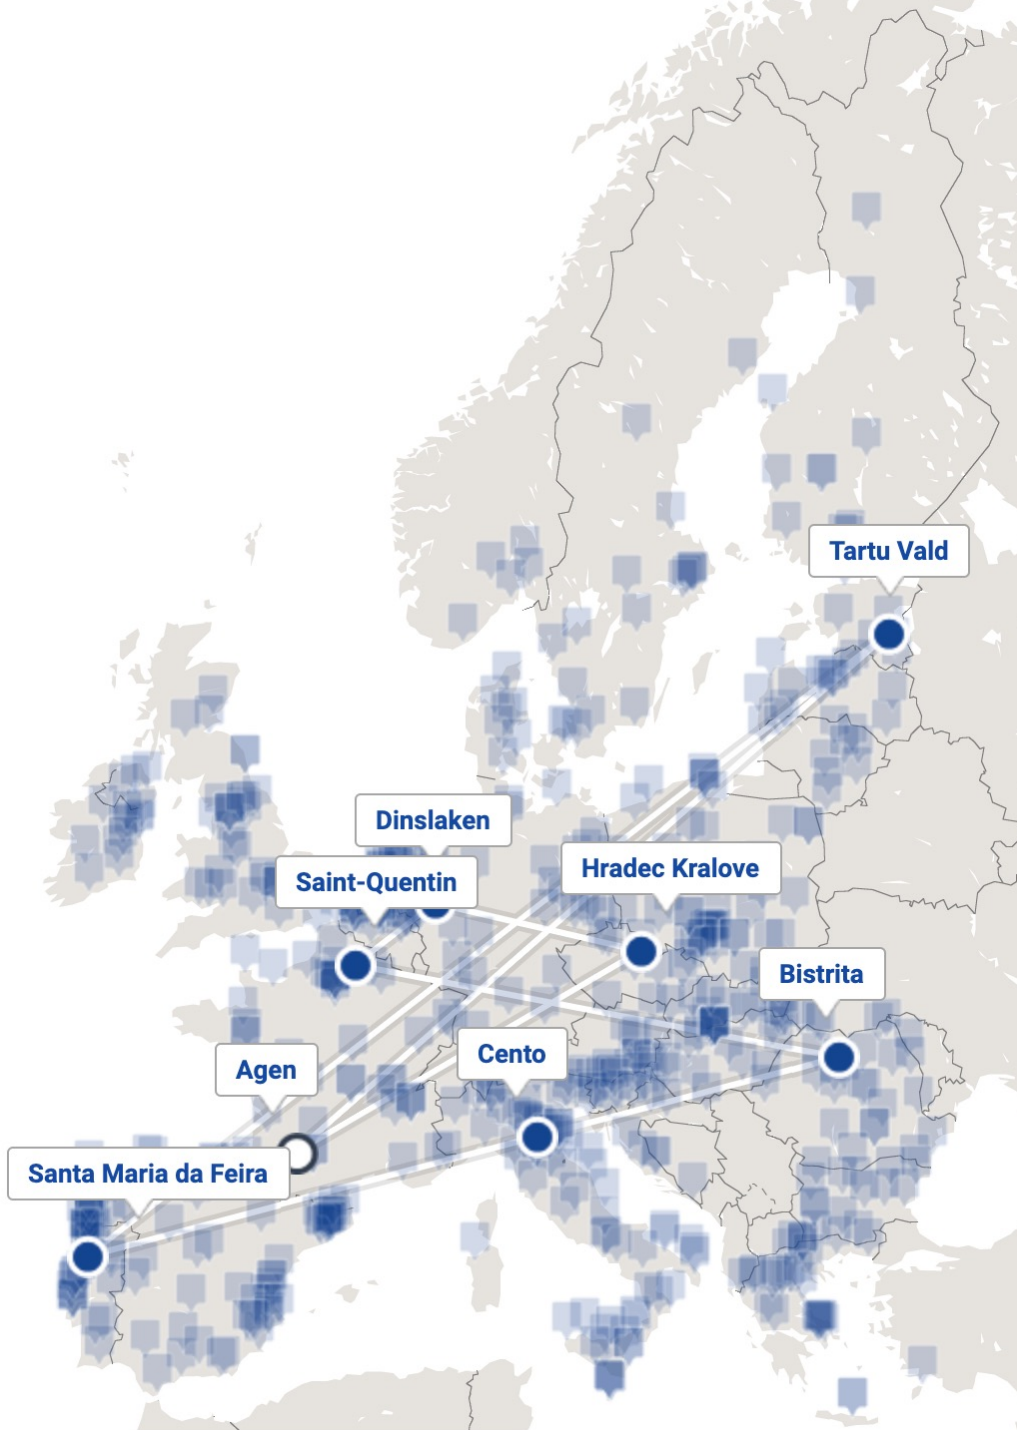 Tartu Vald
Dinslaken
Hradec Kralove
Saint-Quentin
Bistrita
Cento
Agen
Santa Maria da Feira